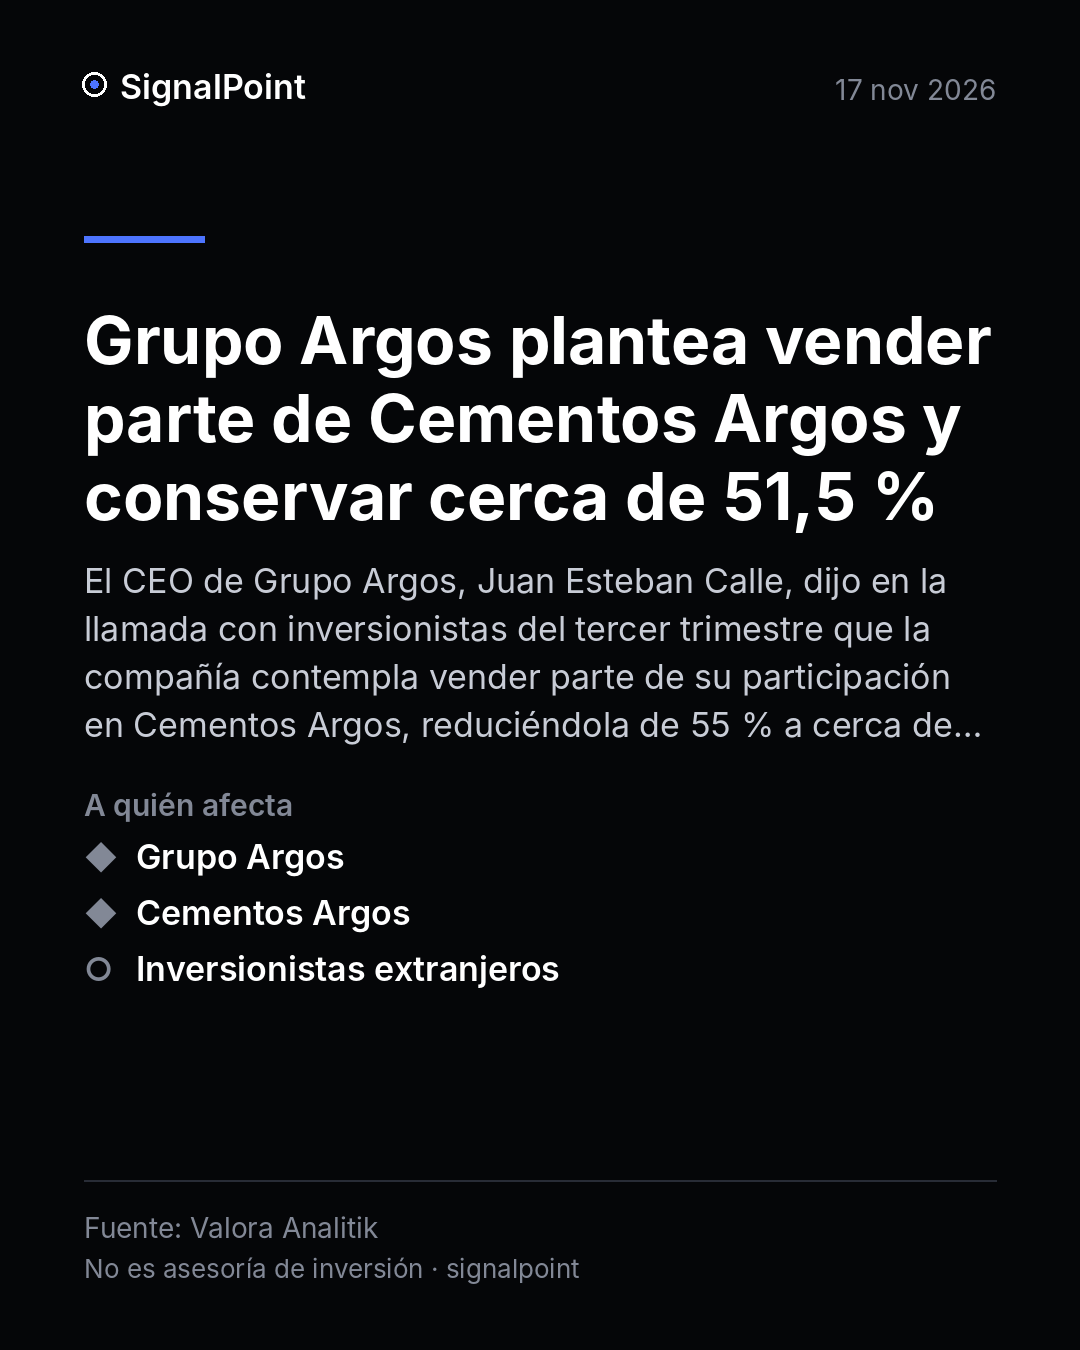 SignalPoint
17 nov 2026
Grupo Argos plantea vender
parte de Cementos Argos y
conservar cerca de 51,5 %
El CEO de Grupo Argos, Juan Esteban Calle, dijo en la
llamada con inversionistas del tercer trimestre que la
compañía contempla vender parte de su participación
en Cementos Argos, reduciéndola de 55 % a cerca de...
A quién afecta
Grupo Argos
Cementos Argos
Inversionistas extranjeros
Fuente: Valora Analitik
No es asesoría de inversión · signalpoint